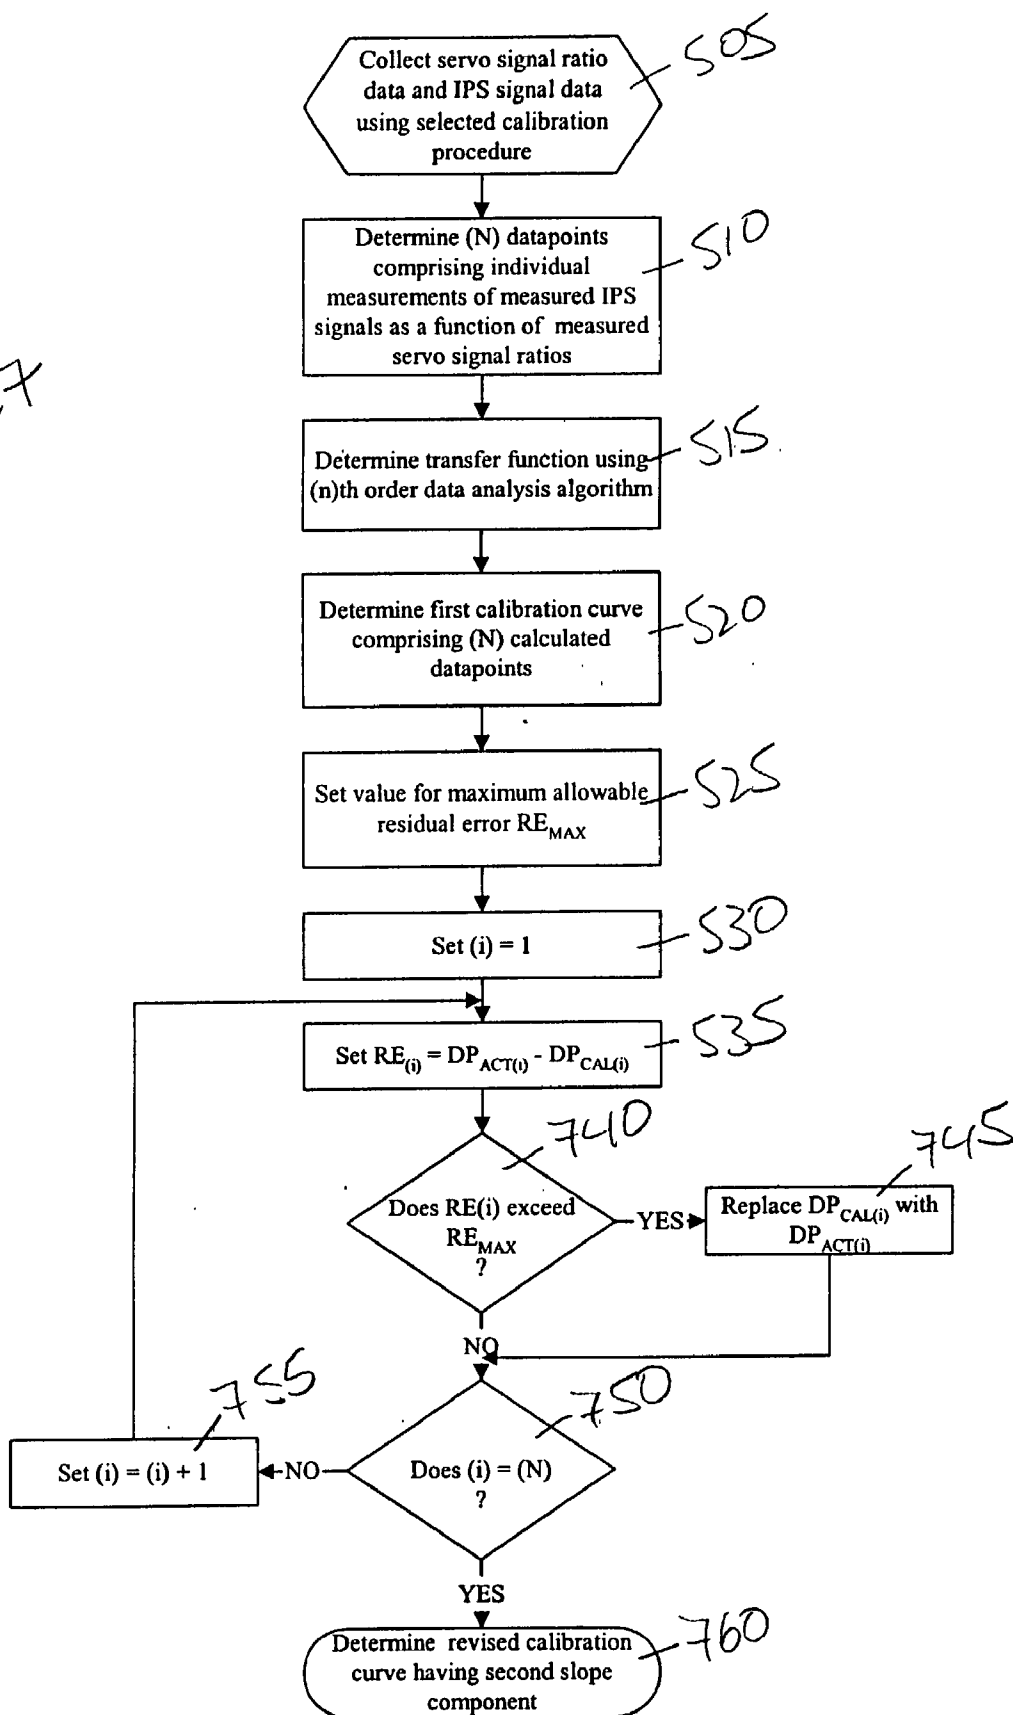 Collect servo signal ratio
data and IPS signal data
using selected calibration
procedure
505
Determine (N) datapoints
comprising individual
measurements of measured IPS
signals as a function of measured
servo signal ratios
510
7
Determine transfer function using
(n)th order data analysis algorithm
515
Determine first calibration curve
comprising (N) calculated
datapoints
520
Set value for maximum allowable
residual error RE_MAX
525
Set (i) = 1
530
Set RE_(i) = DP_ACT(i) - DP_CAL(i)
535
740
Does RE(i) exceed
RE_MAX
?
YES
745
Replace DP_CAL(i) with
DP_ACT(i)
NO
755
Set (i) = (i) + 1
NO
750
Does (i) = (N)
?
YES
Determine revised calibration
curve having second slope
component
760